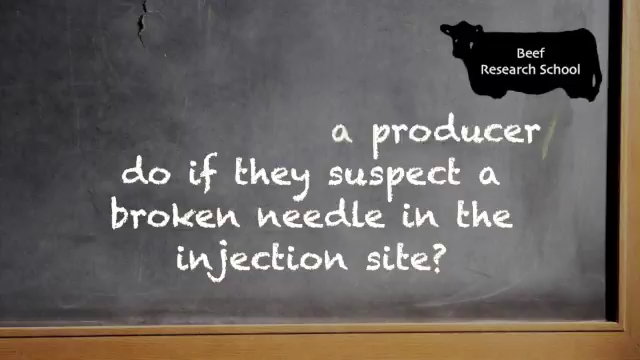 Beef
Research School
a producer
do if they suspect a
broken needle in the
injection site?